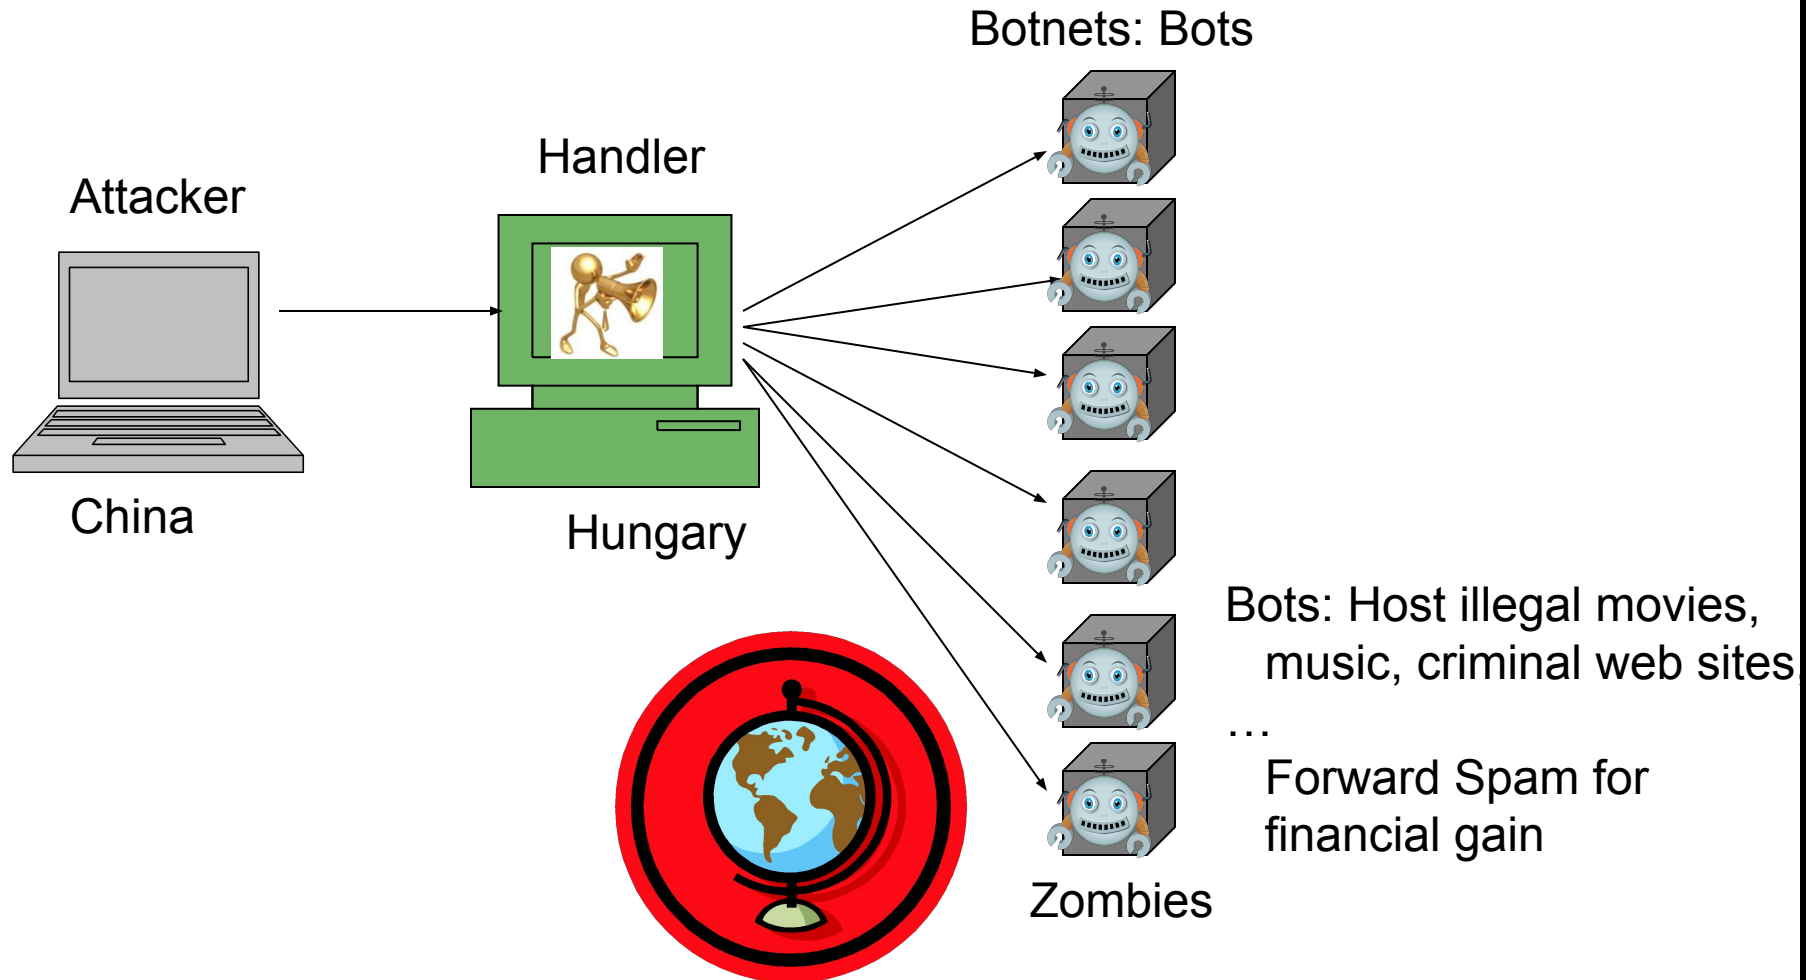 Botnets: Bots
Handler
Attacker
China
Hungary
Bots: Host illegal movies,
music, criminal web sites,
…
Forward Spam for
financial gain
Zombies